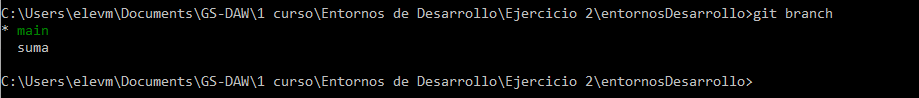 C:\Users\elevm\Documents\GS-DAW\1 curso\Entornos de Desarrollo\Ejercicio 2\entornosDesarrollo>git branch
* main
  suma
C:\Users\elevm\Documents\GS-DAW\1 curso\Entornos de Desarrollo\Ejercicio 2\entornosDesarrollo>